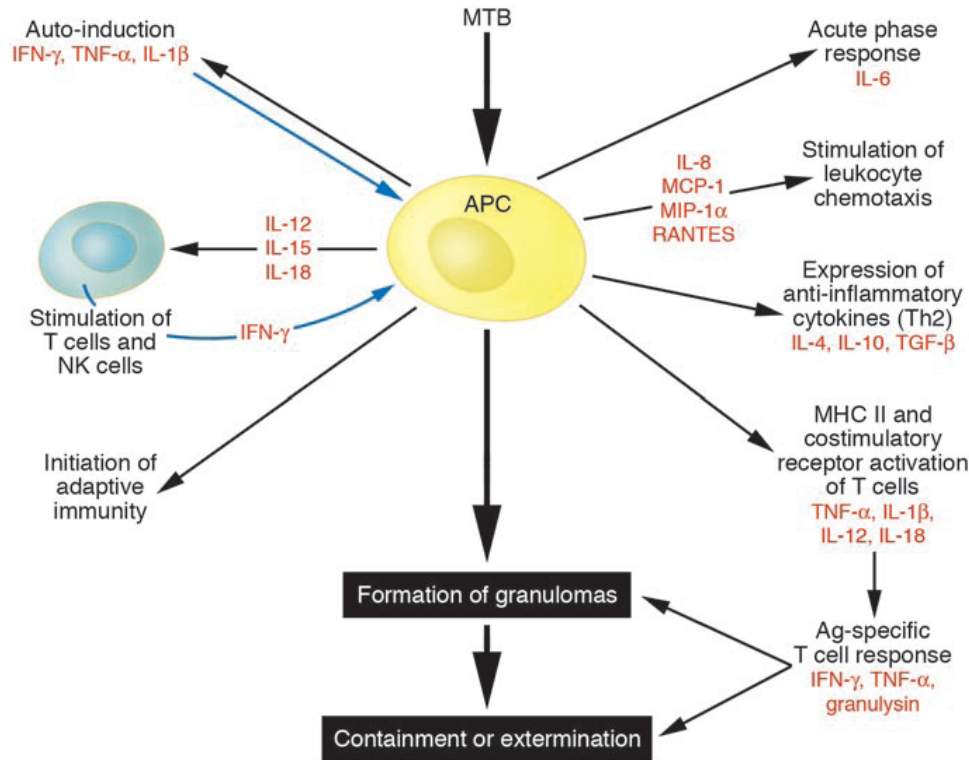 MTB
Auto-induction
IFN-γ, TNF-α, IL-1β
Acute phase
response
IL-6
IL-8
MCP-1
MIP-1α
RANTES
Stimulation of
leukocyte
chemotaxis
APC
IL-12
IL-15
IL-18
Stimulation of
T cells and
NK cells
IFN-γ
Expression of
anti-inflammatory
cytokines (Th2)
IL-4, IL-10, TGF-β
Initiation of
adaptive
immunity
MHC II and
costimulatory
receptor activation
of T cells
TNF-α, IL-1β,
IL-12, IL-18
Formation of granulomas
Ag-specific
T cell response
IFN-γ, TNF-α,
granulysin
Containment or extermination